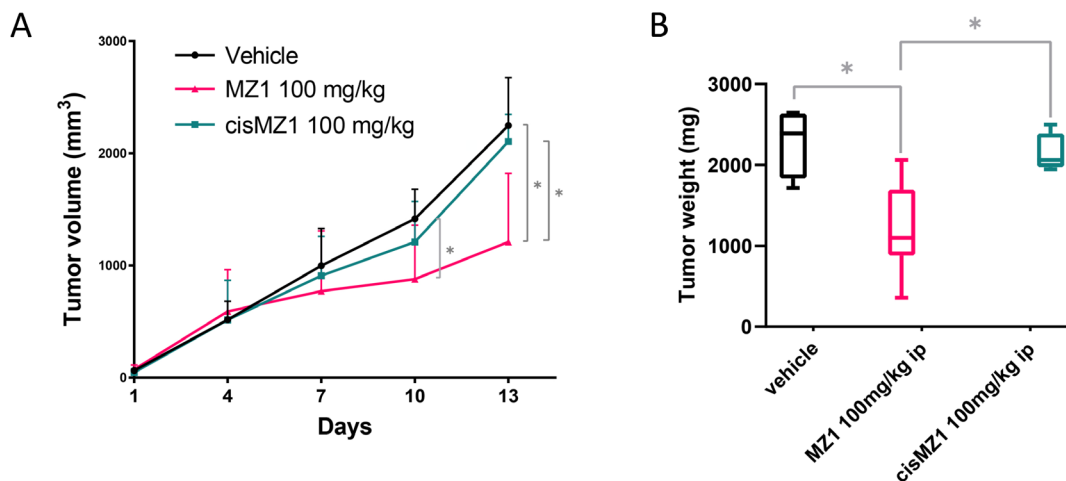 A
Tumor volume (mm3)
3000
2000
1000
0
Vehicle
MZ1 100 mg/kg
cisMZ1 100 mg/kg
*
*
*
1 4 7 10 13
Days
B
Tumor weight (mg)
3000
2000
1000
0
*
*
vehicle
MZ1 100mg/kg ip
cisMZ1 100mg/kg ip